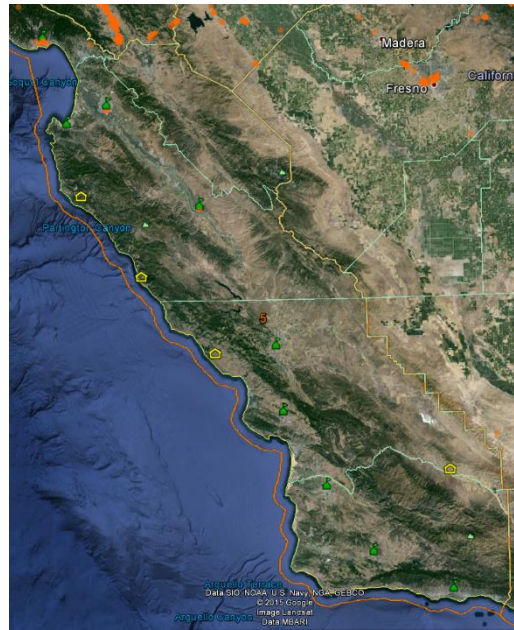 Madera
Californ
Fresno
Soquel Canyon
Partington Canyon
5
Arguello Terrace
Data SIO, NOAA, U.S. Navy, NGA, GEBCO
© 2015 Google
Image Landsat
Data MBARI
Arguello Canyon